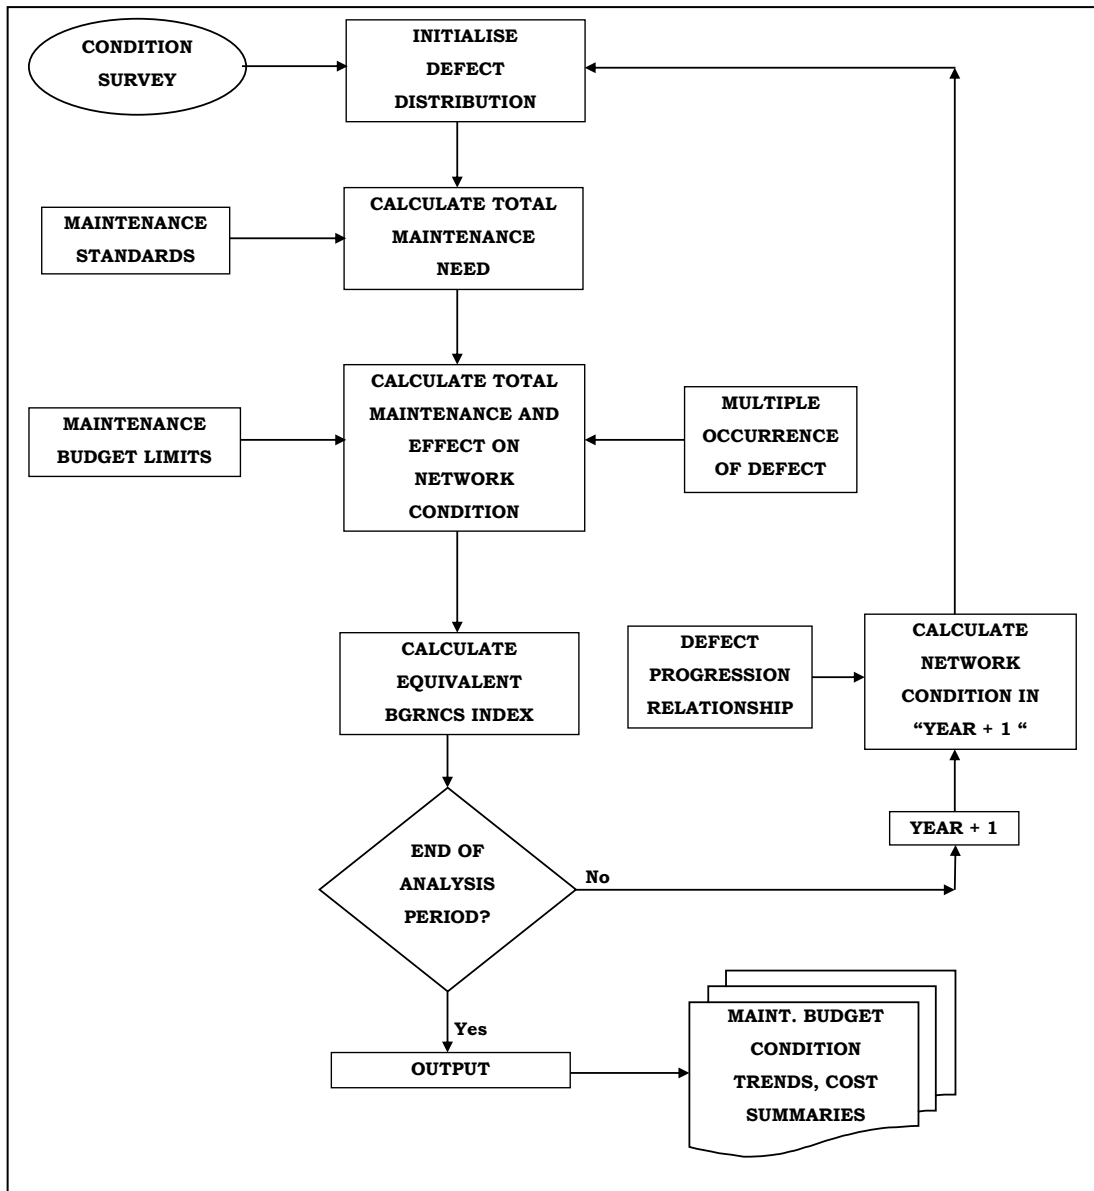 CONDITION
SURVEY
INITIALISE
DEFECT
DISTRIBUTION
MAINTENANCE
STANDARDS
CALCULATE TOTAL
MAINTENANCE
NEED
MAINTENANCE
BUDGET LIMITS
CALCULATE TOTAL
MAINTENANCE AND
EFFECT ON
NETWORK
CONDITION
MULTIPLE
OCCURRENCE
OF DEFECT
CALCULATE
EQUIVALENT
BGRNCS INDEX
DEFECT
PROGRESSION
RELATIONSHIP
CALCULATE
NETWORK
CONDITION IN
“YEAR + 1 “
YEAR + 1
END OF
ANALYSIS
PERIOD?
No
Yes
OUTPUT
MAINT. BUDGET
CONDITION
TRENDS, COST
SUMMARIES